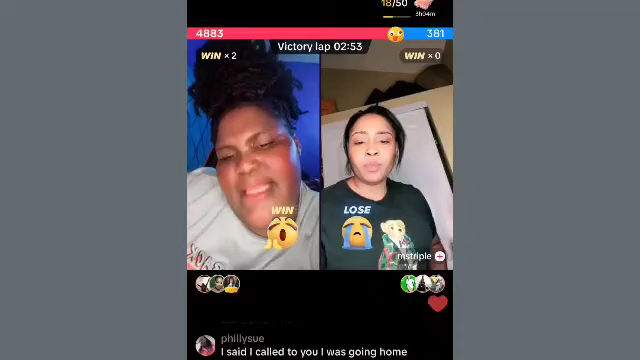 18/50
3h04m
4883
381
Victory lap 02:53
WIN × 2
WIN × 0
WIN
LOSE
mstriple
phillysue
I said I called to you I was going home